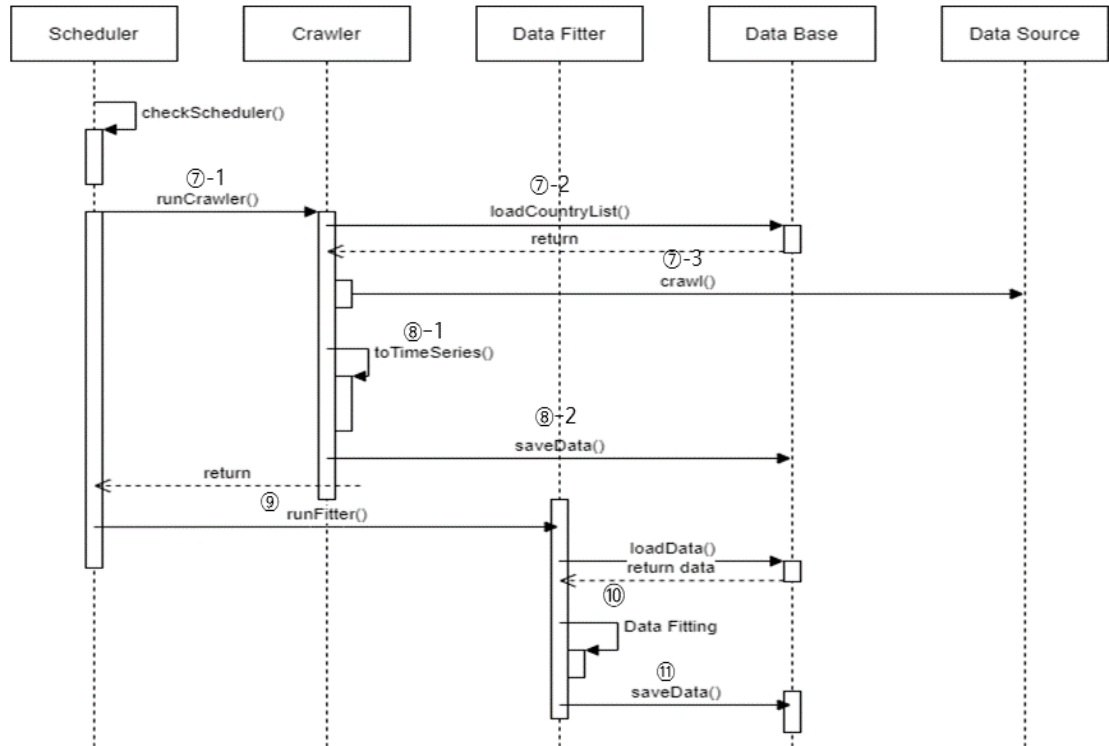 Scheduler
Crawler
Data Fitter
Data Base
Data Source
checkScheduler()
⑦-1
runCrawler()
⑦-2
loadCountryList()
return
⑦-3
crawl()
⑧-1
toTimeSeries()
⑧-2
saveData()
return
⑨
runFitter()
loadData()
return data
⑩
Data Fitting
⑪
saveData()